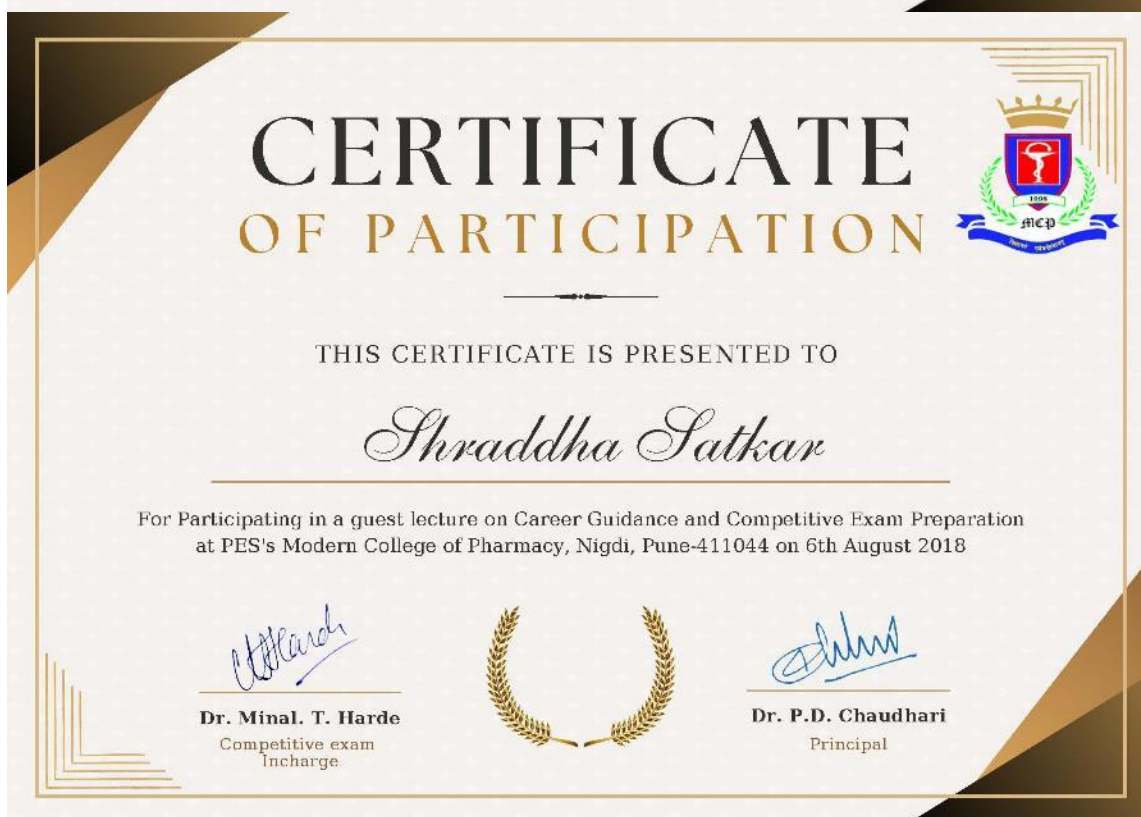 CERTIFICATE
OF PARTICIPATION
1996
MCP
THIS CERTIFICATE IS PRESENTED TO
Shraddha Satkar
For Participating in a guest lecture on Career Guidance and Competitive Exam Preparation
at PES's Modern College of Pharmacy, Nigdi, Pune-411044 on 6th August 2018
Dr. Minal. T. Harde
Dr. P.D. Chaudhari
Competitive exam
Incharge
Principal